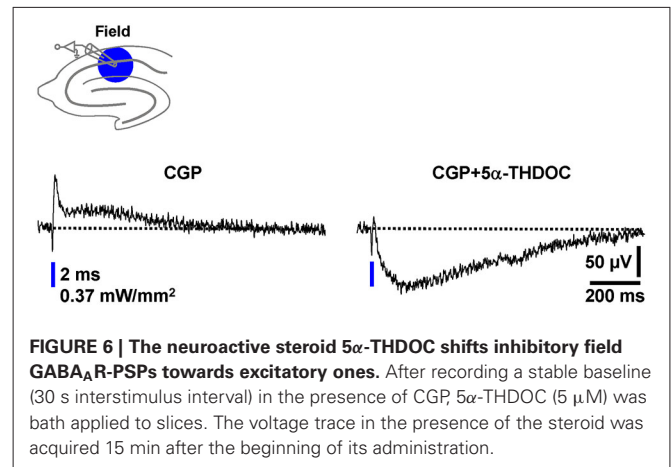 Field
CGP
CGP+5α-THDOC
2 ms
0.37 mW/mm²
50 µV
200 ms
FIGURE 6 | The neuroactive steroid 5α-THDOC shifts inhibitory field
GABA_AR-PSPs towards excitatory ones. After recording a stable baseline
(30 s interstimulus interval) in the presence of CGP, 5α-THDOC (5 µM) was
bath applied to slices. The voltage trace in the presence of the steroid was
acquired 15 min after the beginning of its administration.